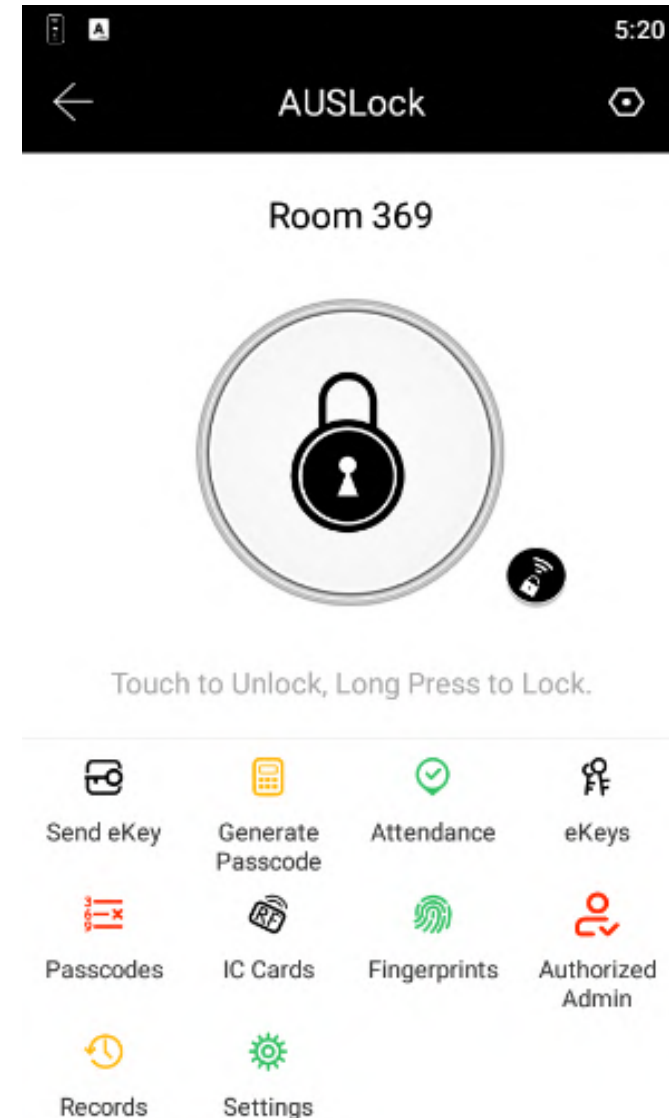 5:20
AUSLock
Room 369
Touch to Unlock, Long Press to Lock.
Send eKey
Generate
Passcode
Attendance
eKeys
Passcodes
IC Cards
Fingerprints
Authorized
Admin
Records
Settings